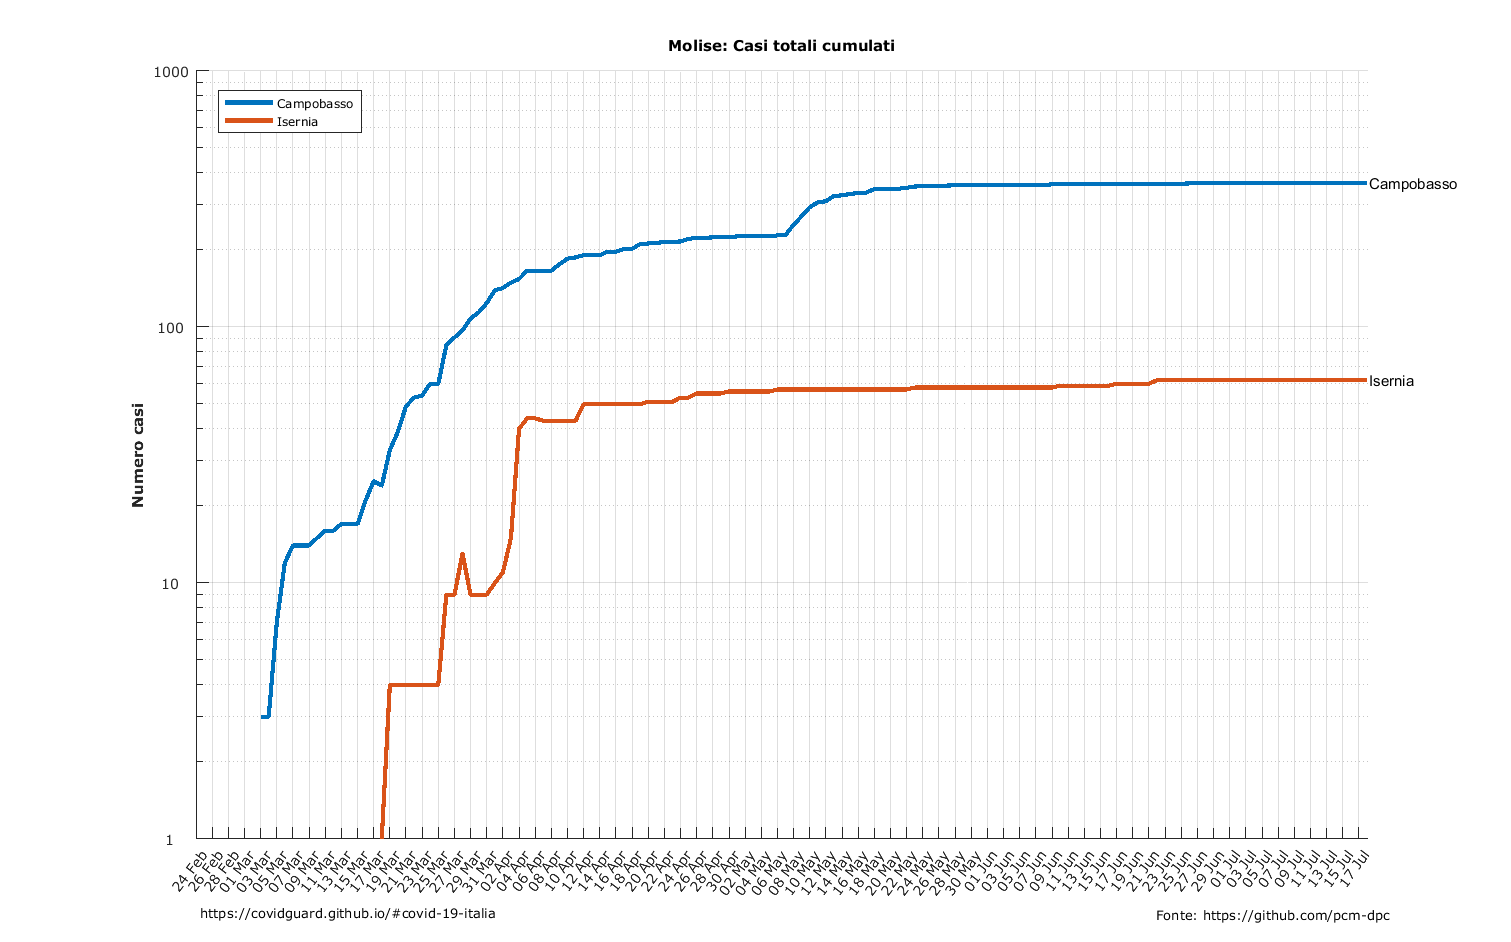 Molise: Casi totali cumulati
1000
100
10
1
Numero casi
Campobasso
Isernia
Campobasso
Isernia
24 Feb
26 Feb
28 Feb
01 Mar
03 Mar
05 Mar
07 Mar
09 Mar
11 Mar
13 Mar
15 Mar
17 Mar
19 Mar
21 Mar
23 Mar
25 Mar
27 Mar
29 Mar
31 Mar
02 Apr
04 Apr
06 Apr
08 Apr
10 Apr
12 Apr
14 Apr
16 Apr
18 Apr
20 Apr
22 Apr
24 Apr
26 Apr
28 Apr
30 Apr
02 May
04 May
06 May
08 May
10 May
12 May
14 May
16 May
18 May
20 May
22 May
24 May
26 May
28 May
30 May
01 Jun
03 Jun
05 Jun
07 Jun
09 Jun
11 Jun
13 Jun
15 Jun
17 Jun
19 Jun
21 Jun
23 Jun
25 Jun
27 Jun
29 Jun
01 Jul
03 Jul
05 Jul
07 Jul
09 Jul
11 Jul
13 Jul
15 Jul
17 Jul
https://covidguard.github.io/#covid-19-italia
Fonte: https://github.com/pcm-dpc